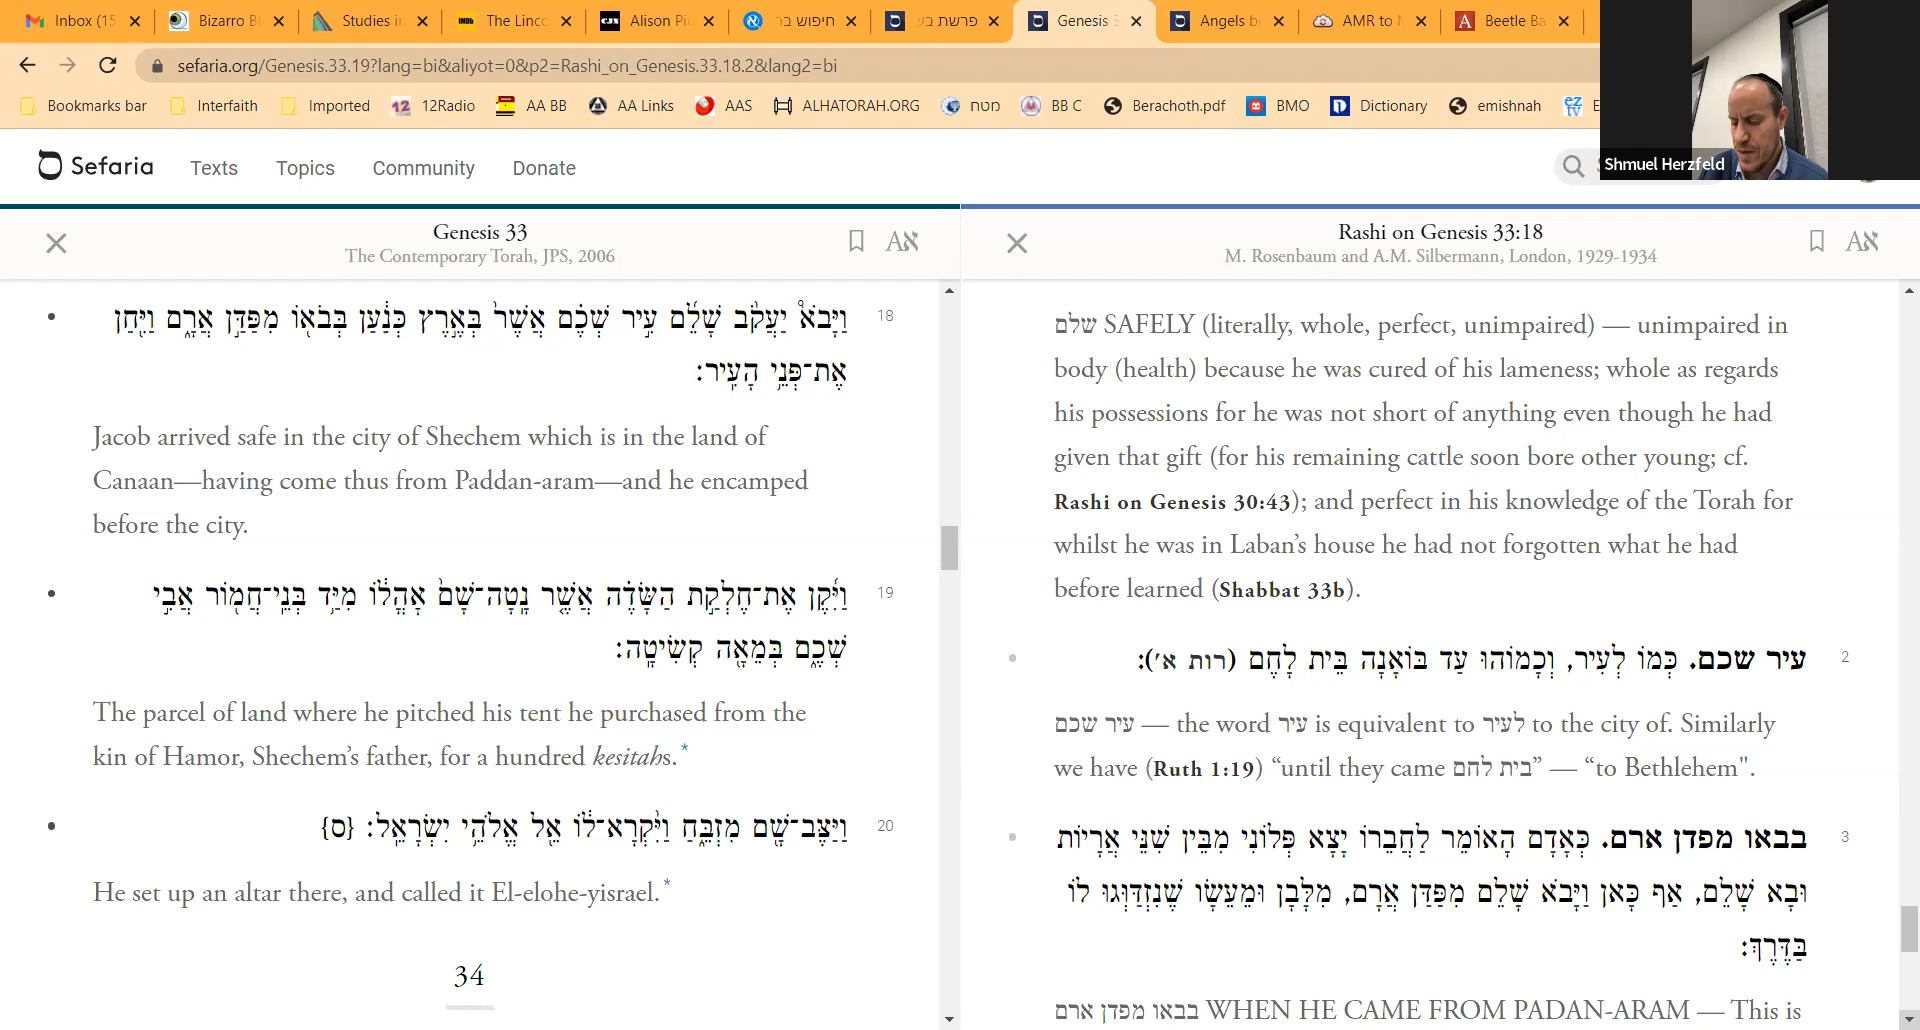 Inbox (15
Bizarro Bl
Studies in
The Linco
Alison Pi
חיפוש בר
פרשת בש
Genesis 3
Angels b
AMR to
Beetle Ba
sefaria.org/Genesis.33.19?lang=bi&aliyot=0&p2=Rashi_on_Genesis.33.18.2&lang2=bi
Bookmarks bar
Interfaith
Imported
12Radio
AA BB
AA Links
AAS
ALHATORAH.ORG
מטח
BB C
Berachoth.pdf
BMO
Dictionary
emishnah
E
Shmuel Herzfeld
Sefaria
Texts
Topics
Community
Donate
Genesis 33
The Contemporary Torah, JPS, 2006
18
וַיָּבֹא֩ יַעֲקֹ֨ב שָׁלֵ֜ם עִ֣יר שְׁכֶ֗ם אֲשֶׁר֙ בְּאֶ֣רֶץ כְּנַ֔עַן בְּבֹא֖וֹ מִפַּדַּ֣ן אֲרָ֑ם וַיִּ֖חַן
אֶת־פְּנֵ֥י הָעִֽיר׃
Jacob arrived safe in the city of Shechem which is in the land of
Canaan—having come thus from Paddan-aram—and he encamped
before the city.
19
וַיִּ֜קֶן אֶת־חֶלְקַ֣ת הַשָּׂדֶ֗ה אֲשֶׁ֤ר נָֽטָה־שָׁם֙ אָהֳל֔וֹ מִיַּ֥ד בְּנֵֽי־חֲמ֖וֹר אֲבִ֣י
שְׁכֶ֑ם בְּמֵאָ֖ה קְשִׂיטָֽה׃
The parcel of land where he pitched his tent he purchased from the
kin of Hamor, Shechem’s father, for a hundred kesitahs.*
20
וַיַּצֶּב־שָׁ֖ם מִזְבֵּ֑חַ וַיִּ֨קְרָא־ל֔וֹ אֵ֖ל אֱלֹהֵ֥י יִשְׂרָאֵֽל׃ {ס}
He set up an altar there, and called it El-elohe-yisrael.*
34
Rashi on Genesis 33:18
M. Rosenbaum and A.M. Silbermann, London, 1929-1934
שלם SAFELY (literally, whole, perfect, unimpaired) — unimpaired in
body (health) because he was cured of his lameness; whole as regards
his possessions for he was not short of anything even though he had
given that gift (for his remaining cattle soon bore other young; cf.
Rashi on Genesis 30:43); and perfect in his knowledge of the Torah for
whilst he was in Laban’s house he had not forgotten what he had
before learned (Shabbat 33b).
2
עיר שכם. כְּמוֹ לְעִיר, וְכָמוֹהוּ עַד בּוֹאָנָה בֵּית לָחֶם (רות א׳):
עיר שכם — the word עיר is equivalent to לעיר to the city of. Similarly
we have (Ruth 1:19) “until they came בית לחם” — “to Bethlehem".
3
בבאו מפדן ארם. כְּאָדָם הָאוֹמֵר לַחֲבֵרוֹ יָצָא פְּלוֹנִי מִבֵּין שִׁנֵּי אֲרָיוֹת
וּבָא שָׁלֵם, אַף כָּאן וַיָּבֹא שָׁלֵם מִפַּדַּן אֲרָם, מִלָּבָן וּמֵעֵשָׂו שֶׁנִזְדַּוְּגוּ לוֹ
בַּדֶּרֶךְ:
בבאו מפדן ארם WHEN HE CAME FROM PADAN-ARAM — This is